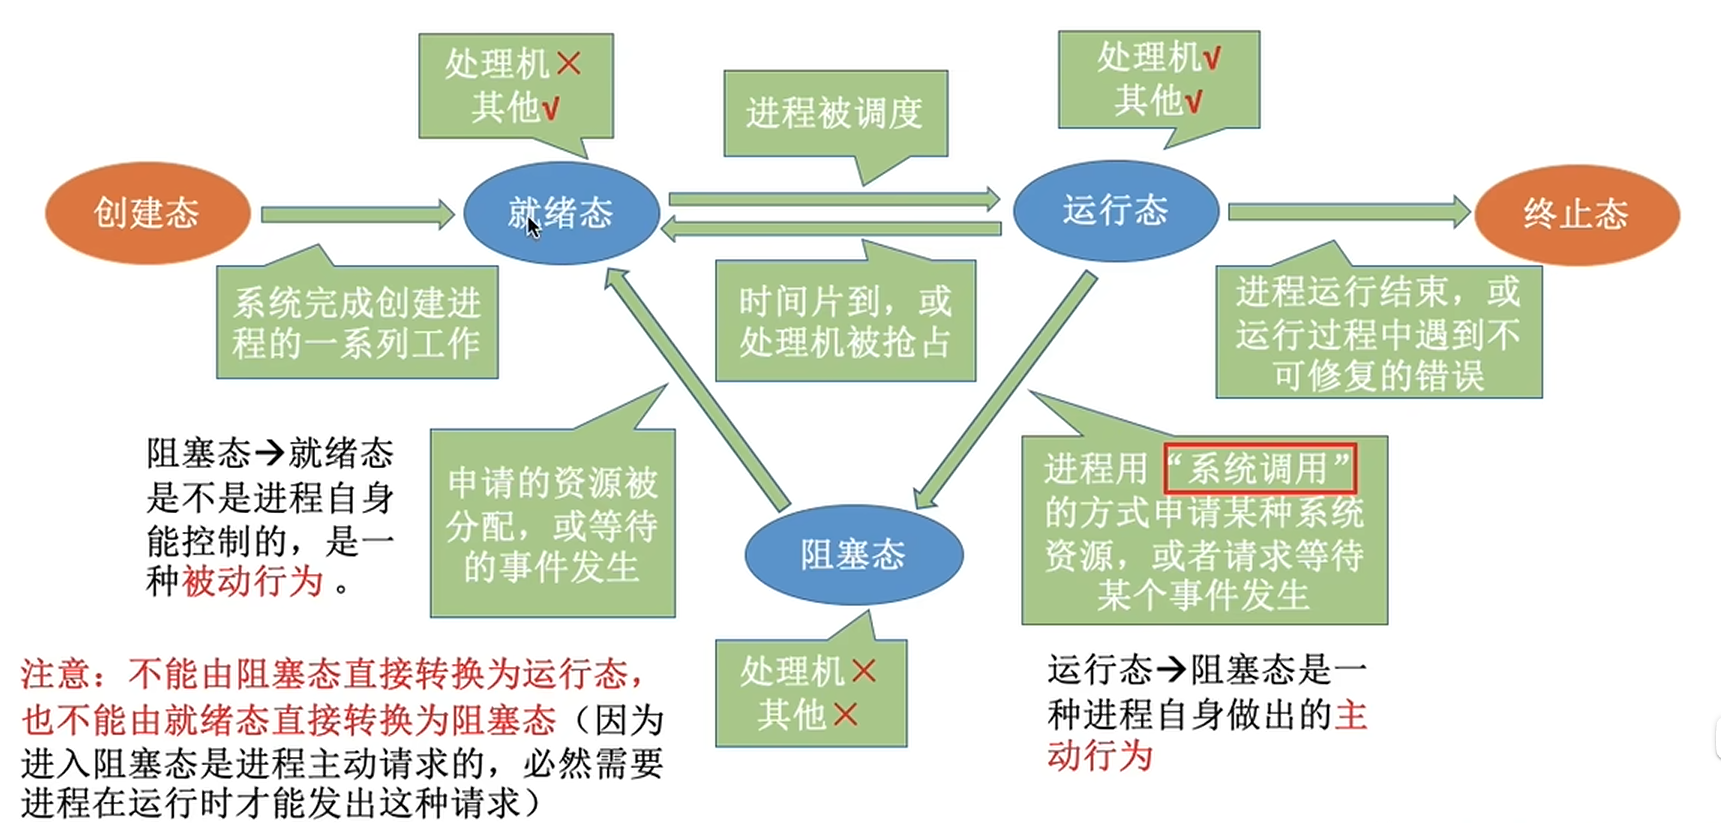 处理机×
其他√
进程被调度
处理机√
其他√
创建态
就绪态
运行态
终止态
系统完成创建进
程的一系列工作
时间片到，或
处理机被抢占
进程运行结束，或
运行过程中遇到不
可修复的错误
阻塞态→就绪态
是不是进程自身
能控制的，是一
种被动行为 。
申请的资源被
分配，或等待
的事件发生
进程用“系统调用”
的方式申请某种系统
资源，或者请求等待
某个事件发生
阻塞态
处理机×
其他×
运行态→阻塞态是一
种进程自身做出的主
动行为
注意：不能由阻塞态直接转换为运行态，
也不能由就绪态直接转换为阻塞态（因为
进入阻塞态是进程主动请求的，必然需要
进程在运行时才能发出这种请求）